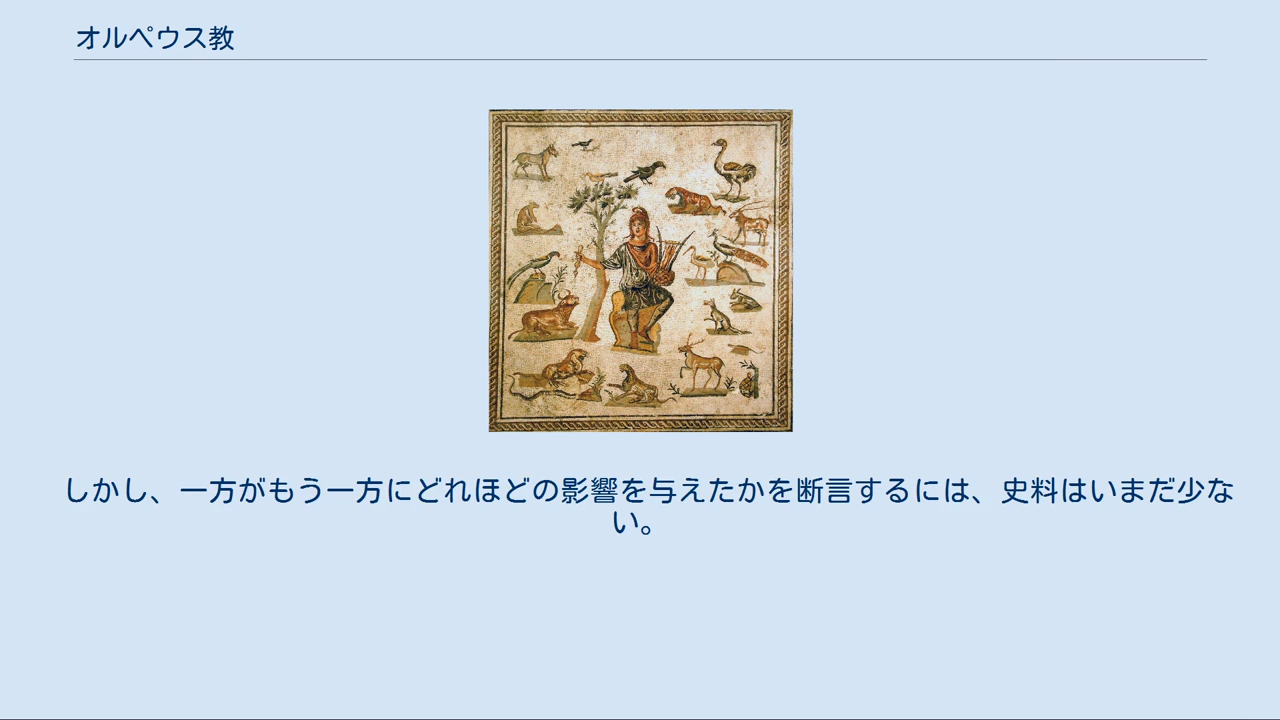 オルペウス教
しかし、一方がもう一方にどれほどの影響を与えたかを断言するには、史料はいまだ少な
い。